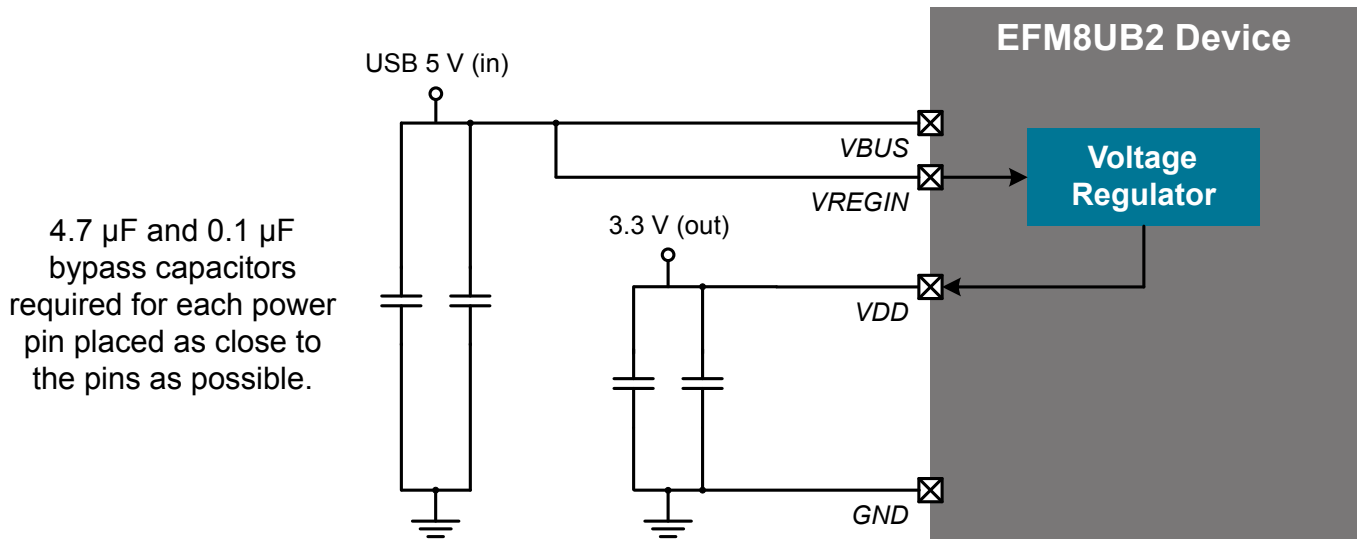 EFM8UB2 Device
USB 5 V (in)
VBUS
Voltage
Regulator
VREGIN
4.7 µF and 0.1 µF
bypass capacitors
required for each power
pin placed as close to
the pins as possible.
3.3 V (out)
VDD
GND